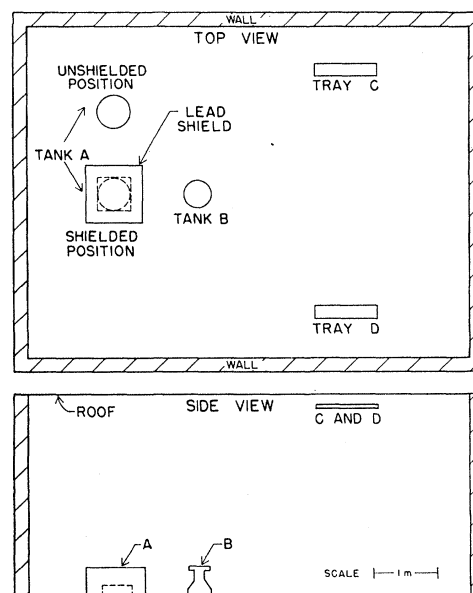 WALL
TOP VIEW
UNSHIELDED
POSITION
TRAY C
LEAD
SHIELD
TANK A
TANK B
SHIELDED
POSITION
TRAY D
WALL
ROOF
SIDE VIEW
C AND D
A
B
SCALE 1m